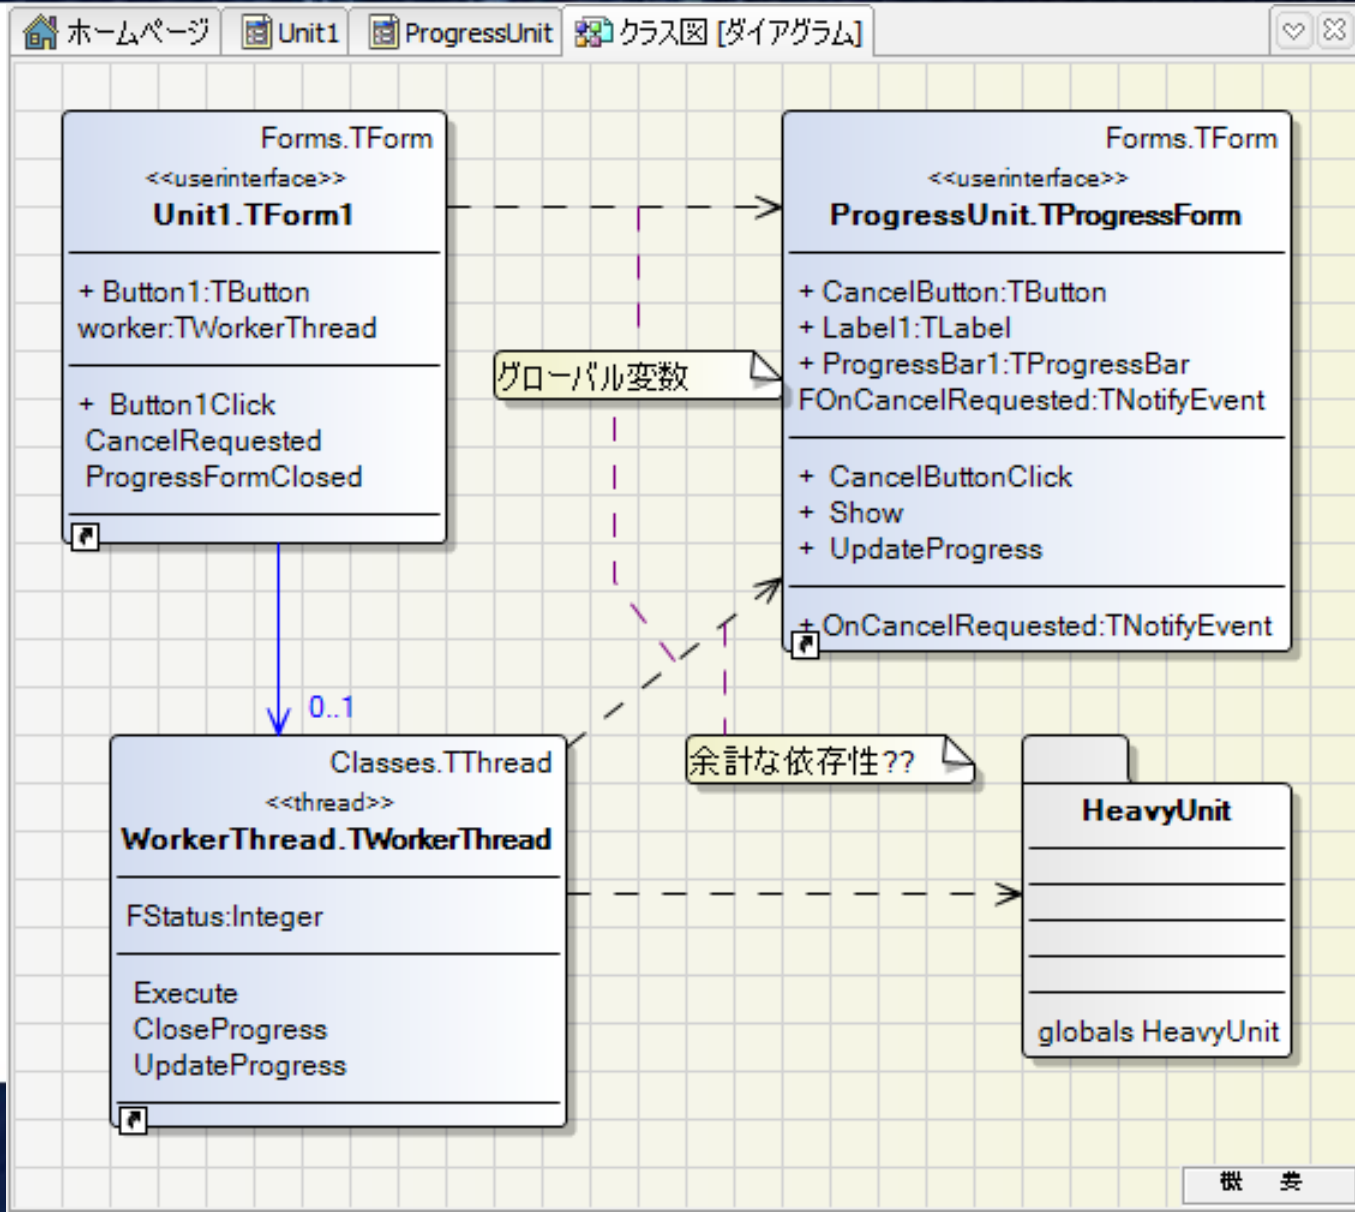 ホームページ
Unit1
ProgressUnit
クラス図 [ダイアグラム]
Forms.TForm
<<userinterface>>
Unit1.TForm1
+ Button1:TButton
worker:TWorkerThread
+ Button1Click
CancelRequested
ProgressFormClosed
Forms.TForm
<<userinterface>>
ProgressUnit.TProgressForm
+ CancelButton:TButton
+ Label1:TLabel
+ ProgressBar1:TProgressBar
FOnCancelRequested:TNotifyEvent
+ CancelButtonClick
+ Show
+ UpdateProgress
+ OnCancelRequested:TNotifyEvent
グローバル変数
0..1
余計な依存性??
Classes.TThread
<<thread>>
WorkerThread.TWorkerThread
FStatus:Integer
Execute
CloseProgress
UpdateProgress
HeavyUnit
globals HeavyUnit